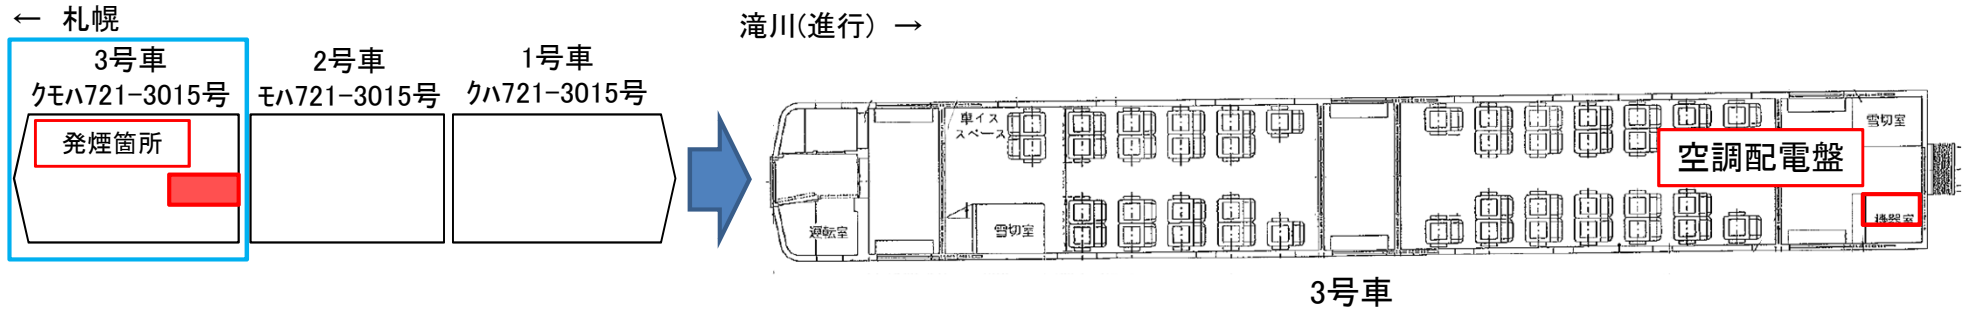 ← 札幌
滝川(進行) →
3号車
ｸﾓﾊ721-3015号
2号車
ﾓﾊ721-3015号
1号車
ｸﾊ721-3015号
発煙箇所
車イス
スペース
運転室
雪切室
雪切室
空調配電盤
機器室
3号車